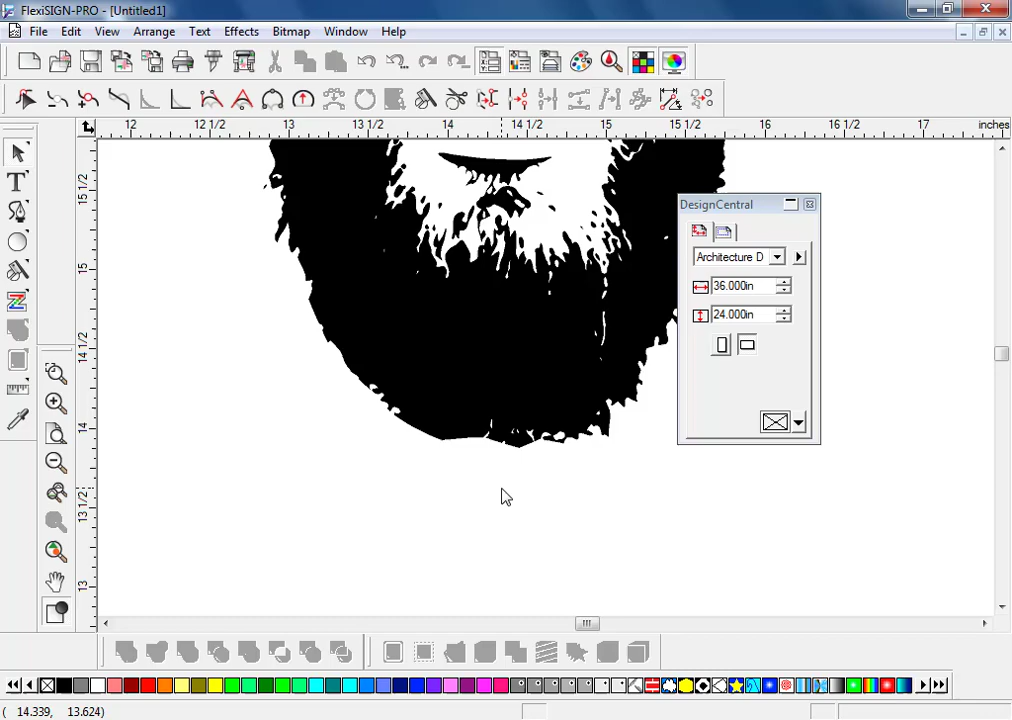 FlexiSIGN-PRO - [Untitled1]
File Edit View Arrange Text Effects Bitmap Window Help
12 12 1/2 13 13 1/2 14 14 1/2 15 15 1/2 16 16 1/2 17 inches
15 1/2
15
14 1/2
14
13 1/2
13
DesignCentral
Architecture D
36.000in
24.000in
( 14.339, 13.624)